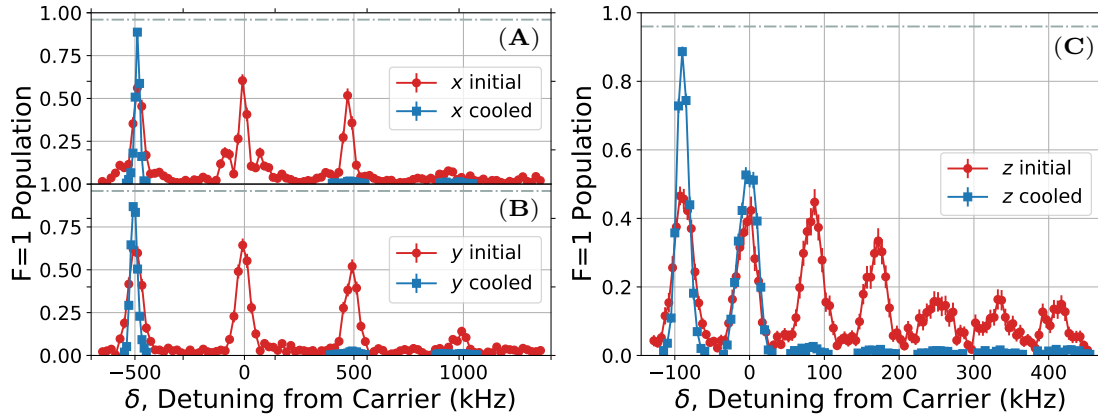 1.00
0.75
0.50
0.25
1.00
0.75
0.50
0.25
0.00
F=1 Population
(A)
x initial
x cooled
(B)
y initial
y cooled
−500 0 500 1000
δ, Detuning from Carrier (kHz)
1.0
0.8
0.6
0.4
0.2
0.0
F=1 Population
(C)
z initial
z cooled
−100 0 100 200 300 400
δ, Detuning from Carrier (kHz)